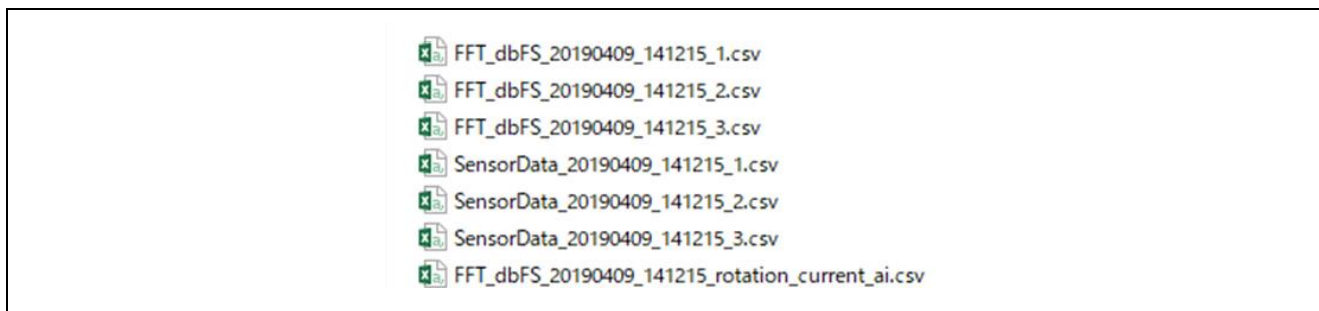 FFT_dbFS_20190409_141215_1.csv
FFT_dbFS_20190409_141215_2.csv
FFT_dbFS_20190409_141215_3.csv
SensorData_20190409_141215_1.csv
SensorData_20190409_141215_2.csv
SensorData_20190409_141215_3.csv
FFT_dbFS_20190409_141215_rotation_current_ai.csv